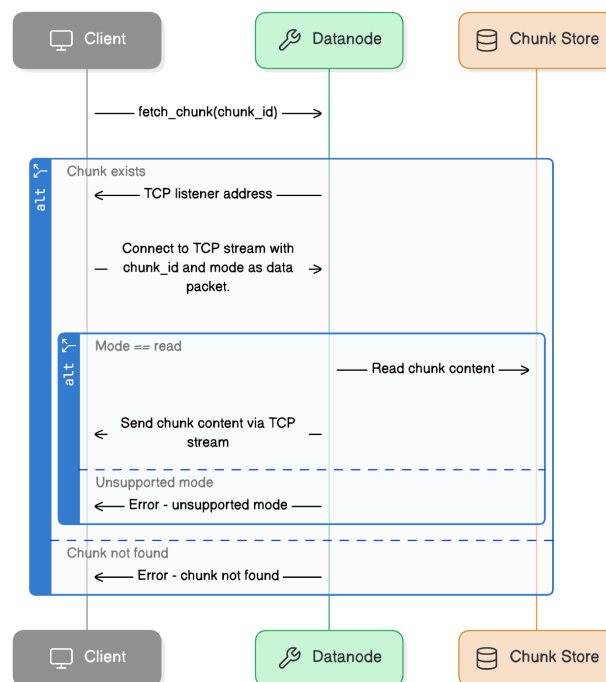 Client
Datanode
Chunk Store
fetch_chunk(chunk_id)
alt
Chunk exists
TCP listener address
Connect to TCP stream with
chunk_id and mode as data
packet.
alt
Mode == read
Read chunk content
Send chunk content via TCP
stream
Unsupported mode
Error - unsupported mode
Chunk not found
Error - chunk not found
Client
Datanode
Chunk Store